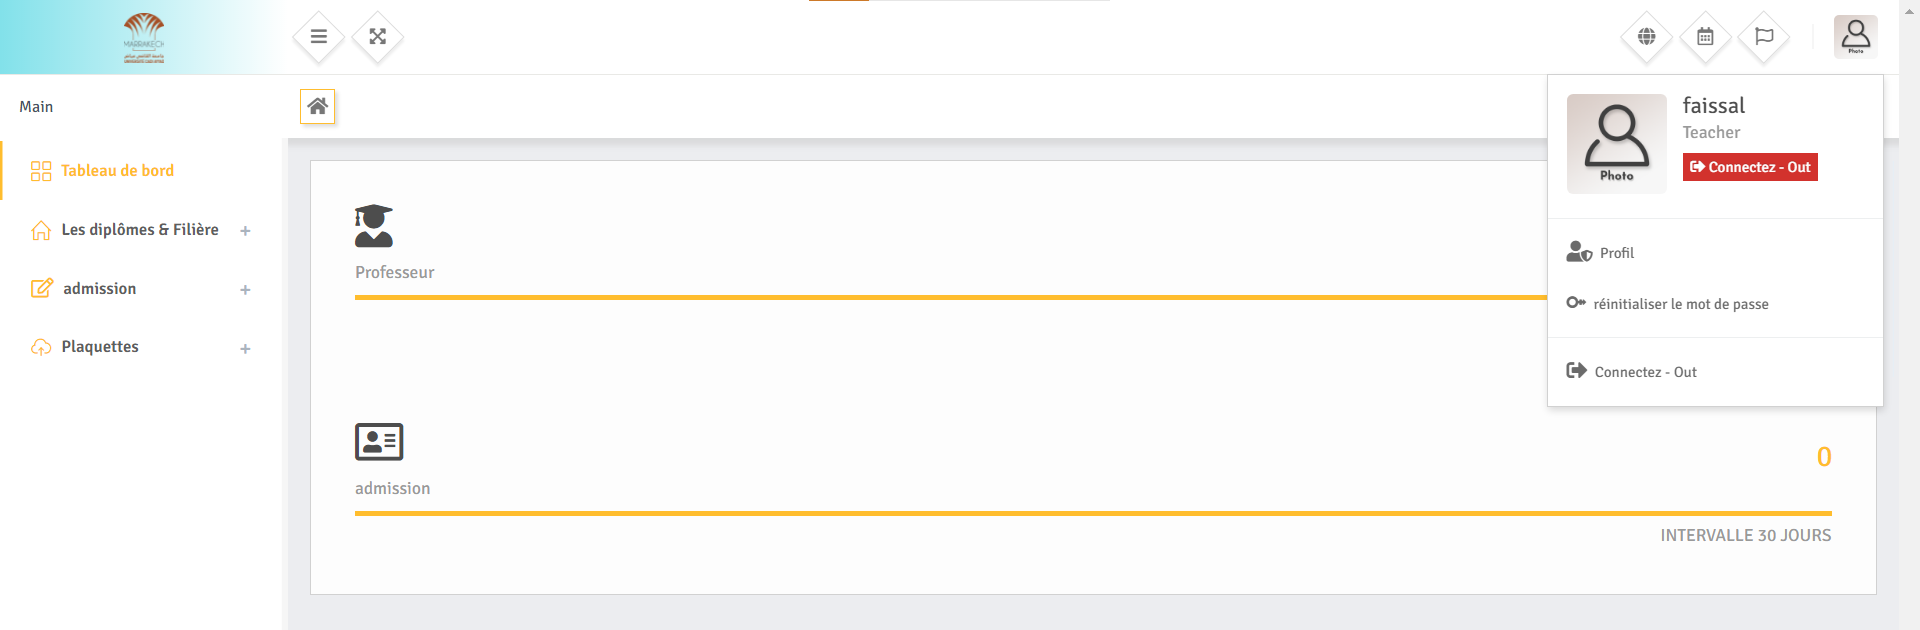 MARRAKECH
Main
Tableau de bord
Les diplômes & Filière +
admission +
Plaquettes +
Professeur
admission
0
INTERVALLE 30 JOURS
Photo
Photo
faissal
Teacher
Connectez - Out
Profil
réinitialiser le mot de passe
Connectez - Out